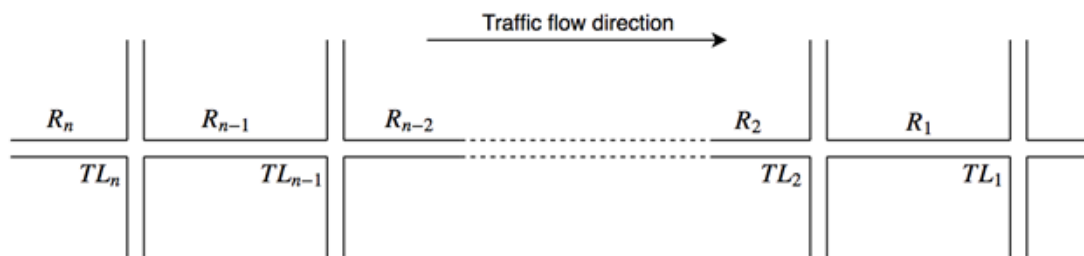 Traffic flow direction
Rₙ Rₙ₋₁ Rₙ₋₂ R₂ R₁
TLₙ TLₙ₋₁ TL₂ TL₁